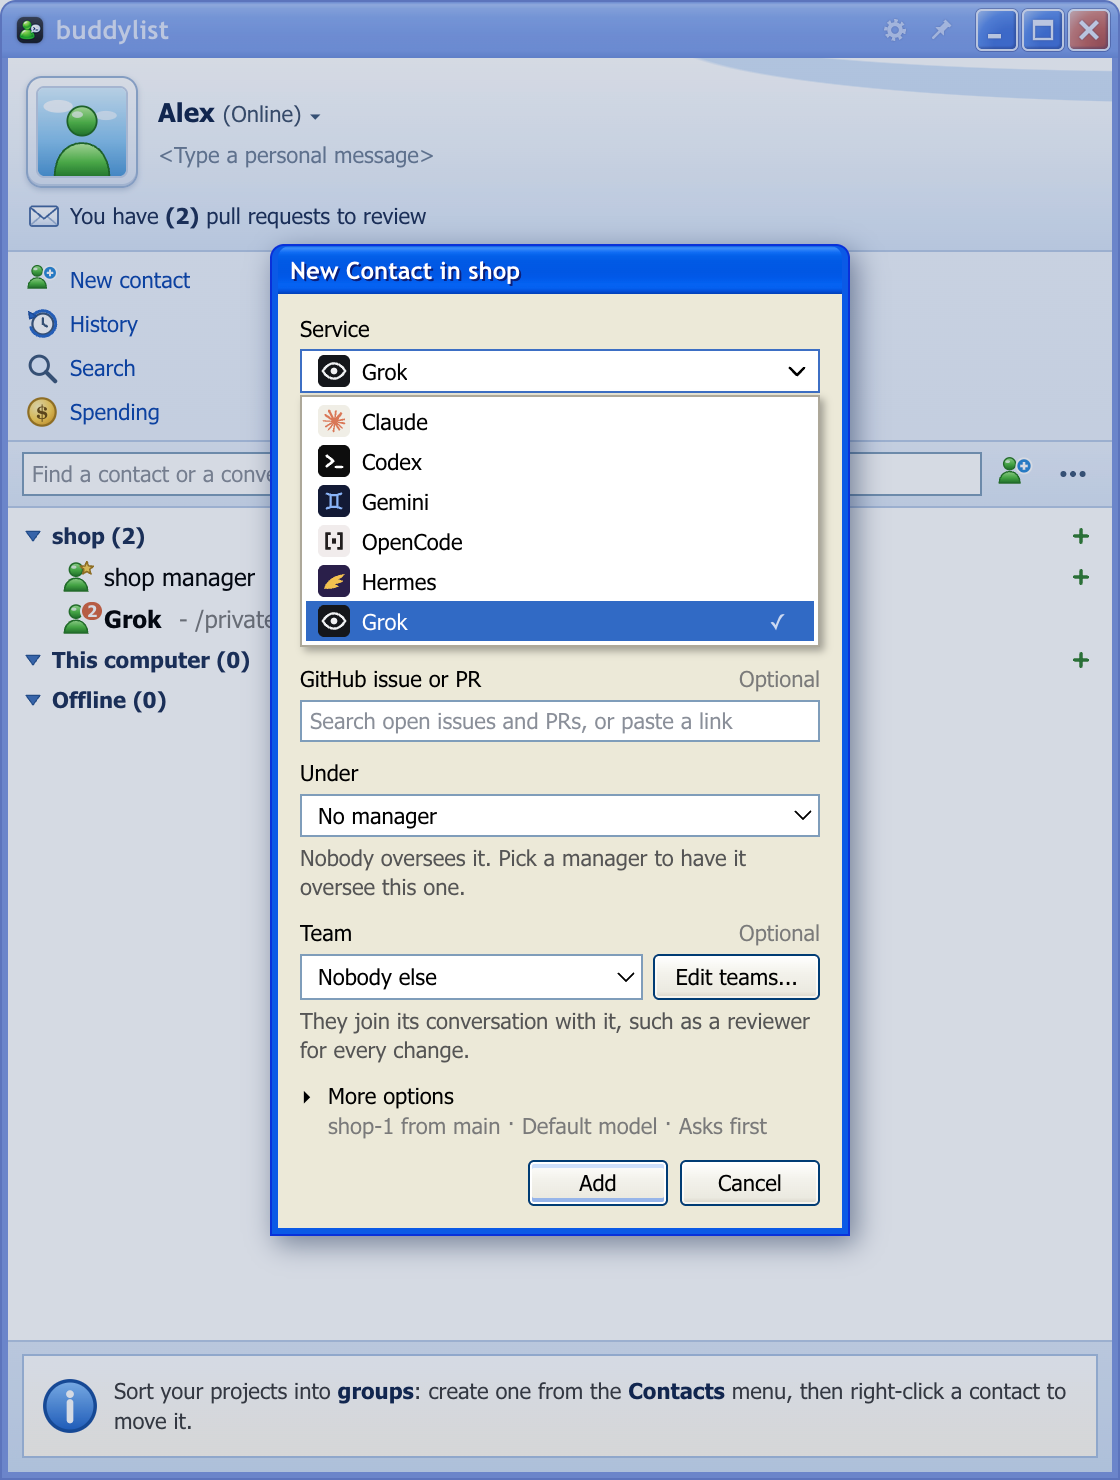 buddylist
Alex (Online)
<Type a personal message>
You have (2) pull requests to review
New contact
History
Search
Spending
Find a contact or a conve
shop (2)
shop manager
2
Grok - /private
This computer (0)
Offline (0)
New Contact in shop
Service
Grok
Claude
Codex
Gemini
OpenCode
Hermes
Grok ✓
GitHub issue or PR Optional
Search open issues and PRs, or paste a link
Under
No manager
Nobody oversees it. Pick a manager to have it
oversee this one.
Team Optional
Nobody else
Edit teams...
They join its conversation with it, such as a reviewer
for every change.
More options
shop-1 from main · Default model · Asks first
Add
Cancel
Sort your projects into groups: create one from the Contacts menu, then right-click a contact to
move it.